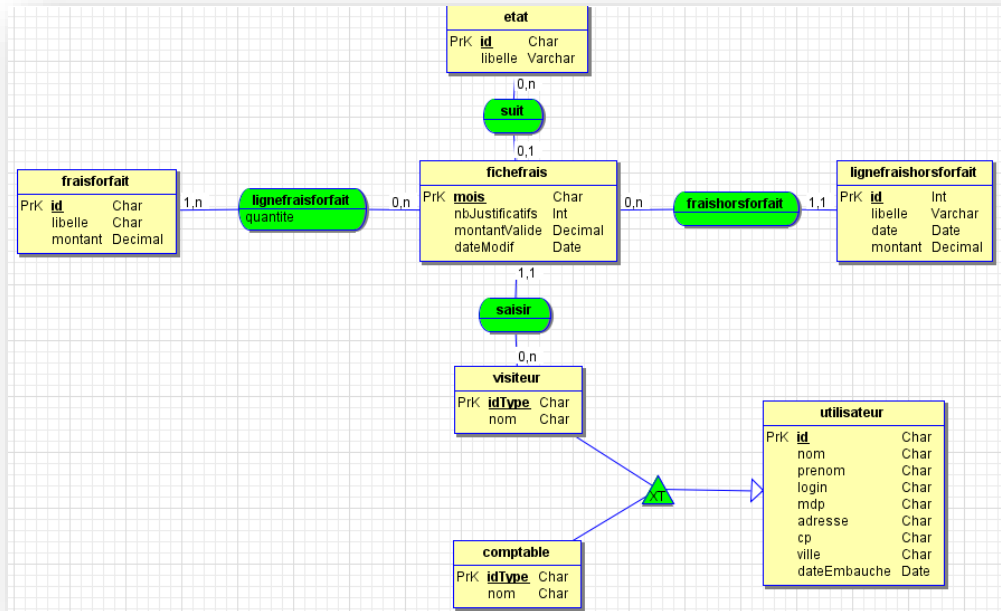 etat
PrK id Char
libelle Varchar
0,n
suit
0,1
fraisforfait
PrK id Char
libelle Char
montant Decimal
1,n
lignefraisforfait
quantite
0,n
fichefrais
PrK mois Char
nbJustificatifs Int
montantValide Decimal
dateModif Date
0,n
fraishorsforfait
1,1
lignefraishorsforfait
PrK id Int
libelle Varchar
date Date
montant Decimal
1,1
saisir
0,n
visiteur
PrK idType Char
nom Char
utilisateur
PrK id Char
nom Char
prenom Char
login Char
mdp Char
adresse Char
cp Char
ville Char
dateEmbauche Date
XT
comptable
PrK idType Char
nom Char